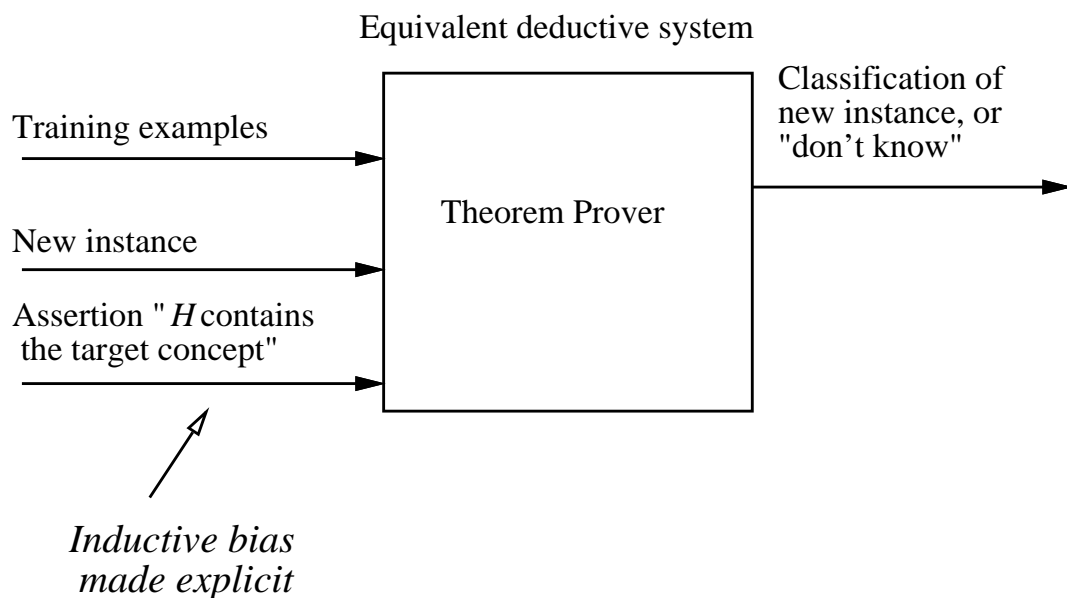 Equivalent deductive system
Classification of
new instance, or
"don't know"
Training examples
Theorem Prover
New instance
Assertion " H contains
the target concept"
Inductive bias
made explicit